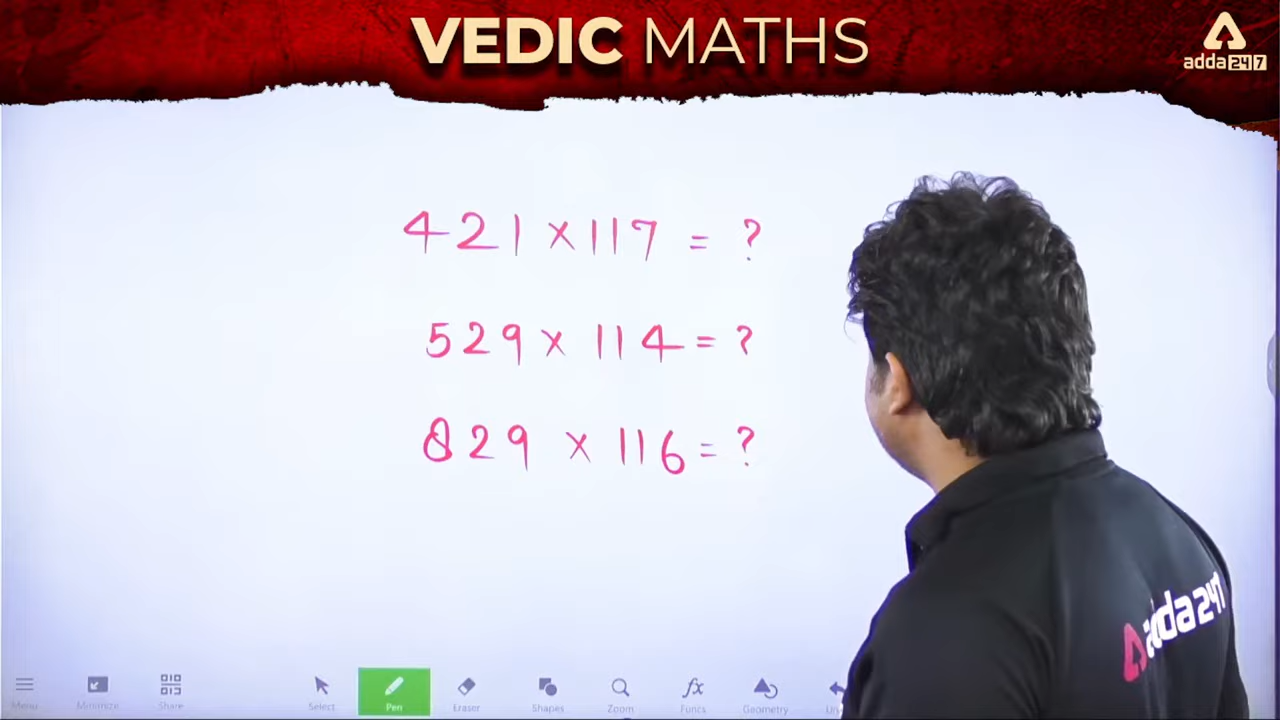 VEDIC MATHS
adda247
421 × 117 = ?
529 × 114 = ?
829 × 116 = ?
adda247
Menu Minimize Share Select Pen Eraser Shapes Zoom Funcs Geometry